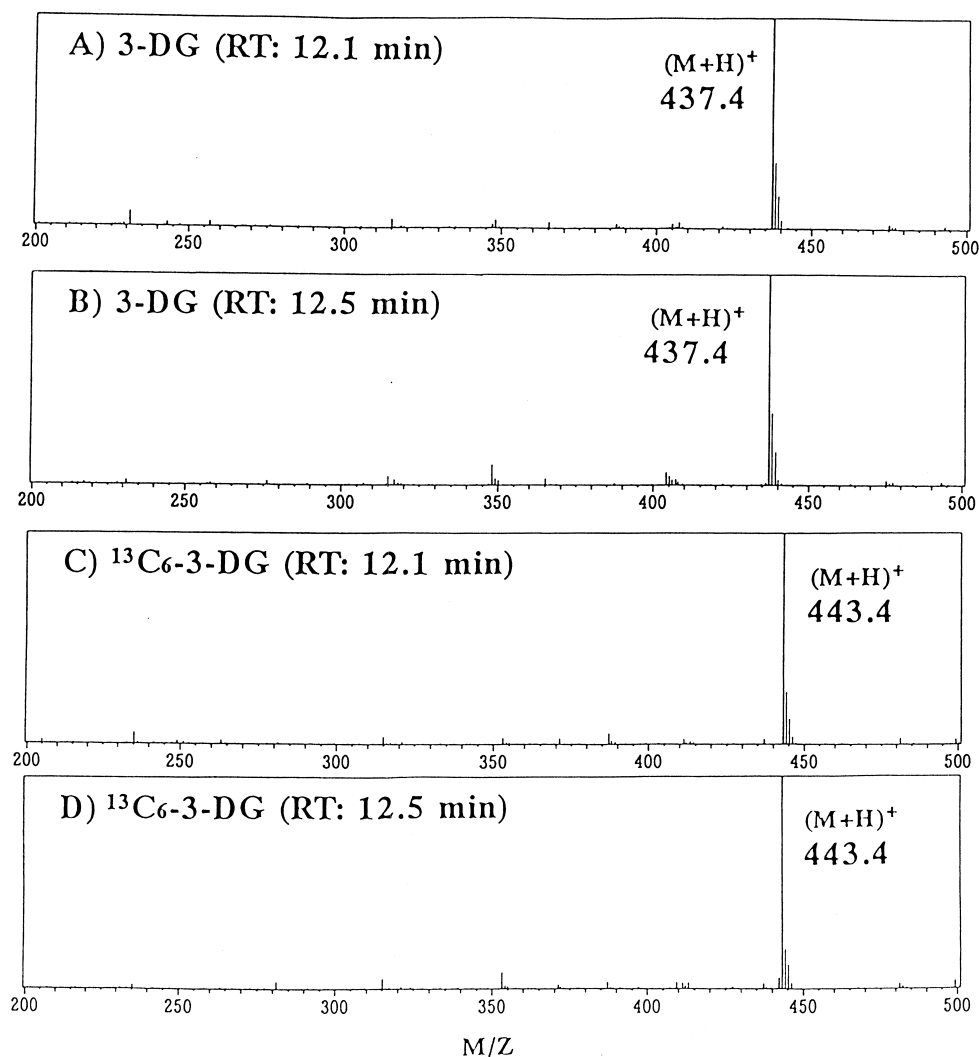 A) 3-DG (RT: 12.1 min)
(M+H)+
437.4
200 250 300 350 400 450 500
B) 3-DG (RT: 12.5 min)
(M+H)+
437.4
200 250 300 350 400 450 500
C) ¹³C₆-3-DG (RT: 12.1 min)
(M+H)+
443.4
200 250 300 350 400 450 500
D) ¹³C₆-3-DG (RT: 12.5 min)
(M+H)+
443.4
200 250 300 350 400 450 500
M/Z